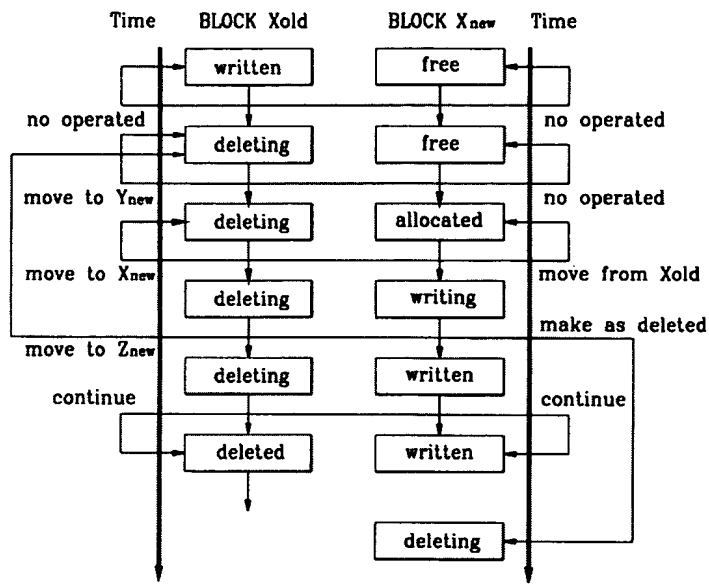 Time BLOCK Xold BLOCK Xnew Time
written free
no operated no operated
deleting free
move to Ynew no operated
deleting allocated
move to Xnew move from Xold
deleting writing
make as deleted
move to Znew
deleting written
continue continue
deleted written
deleting